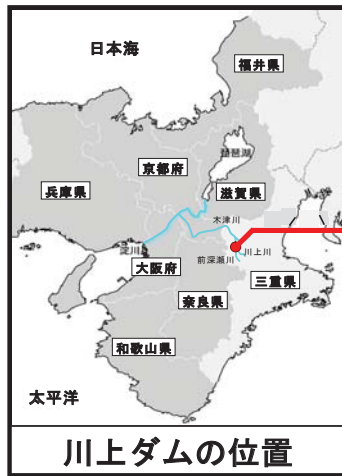 日本海
福井県
琵琶湖
京都府
兵庫県
滋賀県
木津川
淀川
川上川
前深瀬川
大阪府
三重県
奈良県
和歌山県
太平洋
川上ダムの位置